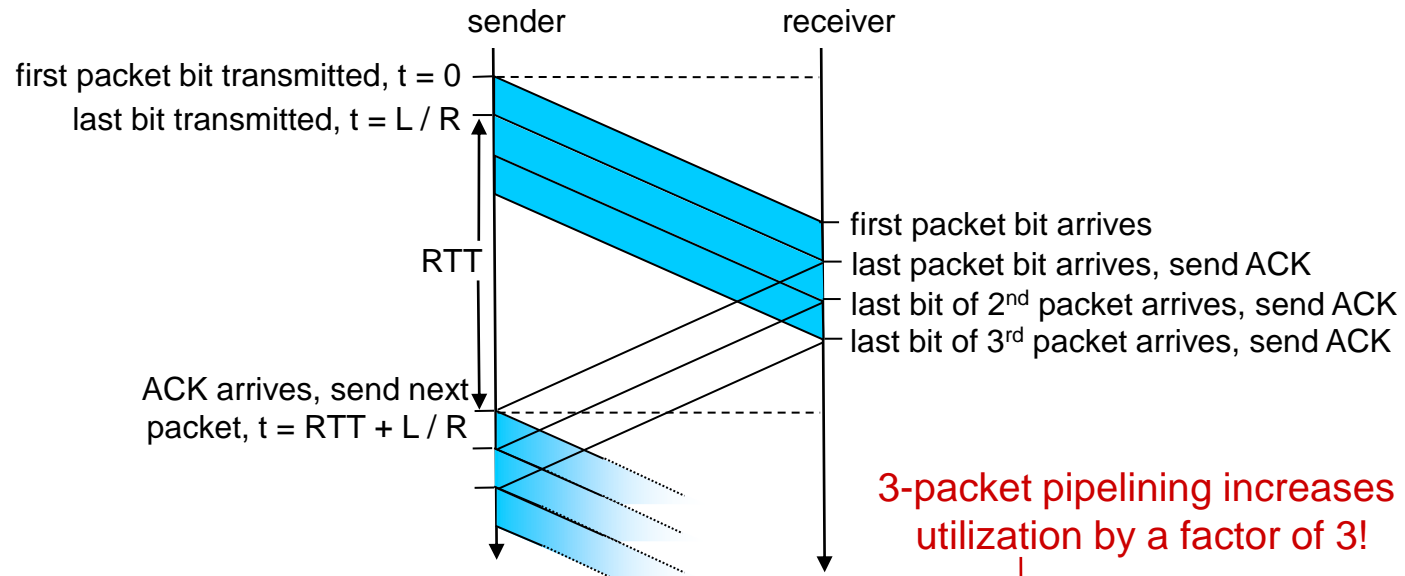 sender
receiver
first packet bit transmitted, t = 0
last bit transmitted, t = L / R
RTT
first packet bit arrives
last packet bit arrives, send ACK
last bit of 2nd packet arrives, send ACK
last bit of 3rd packet arrives, send ACK
ACK arrives, send next
packet, t = RTT + L / R
3-packet pipelining increases
utilization by a factor of 3!